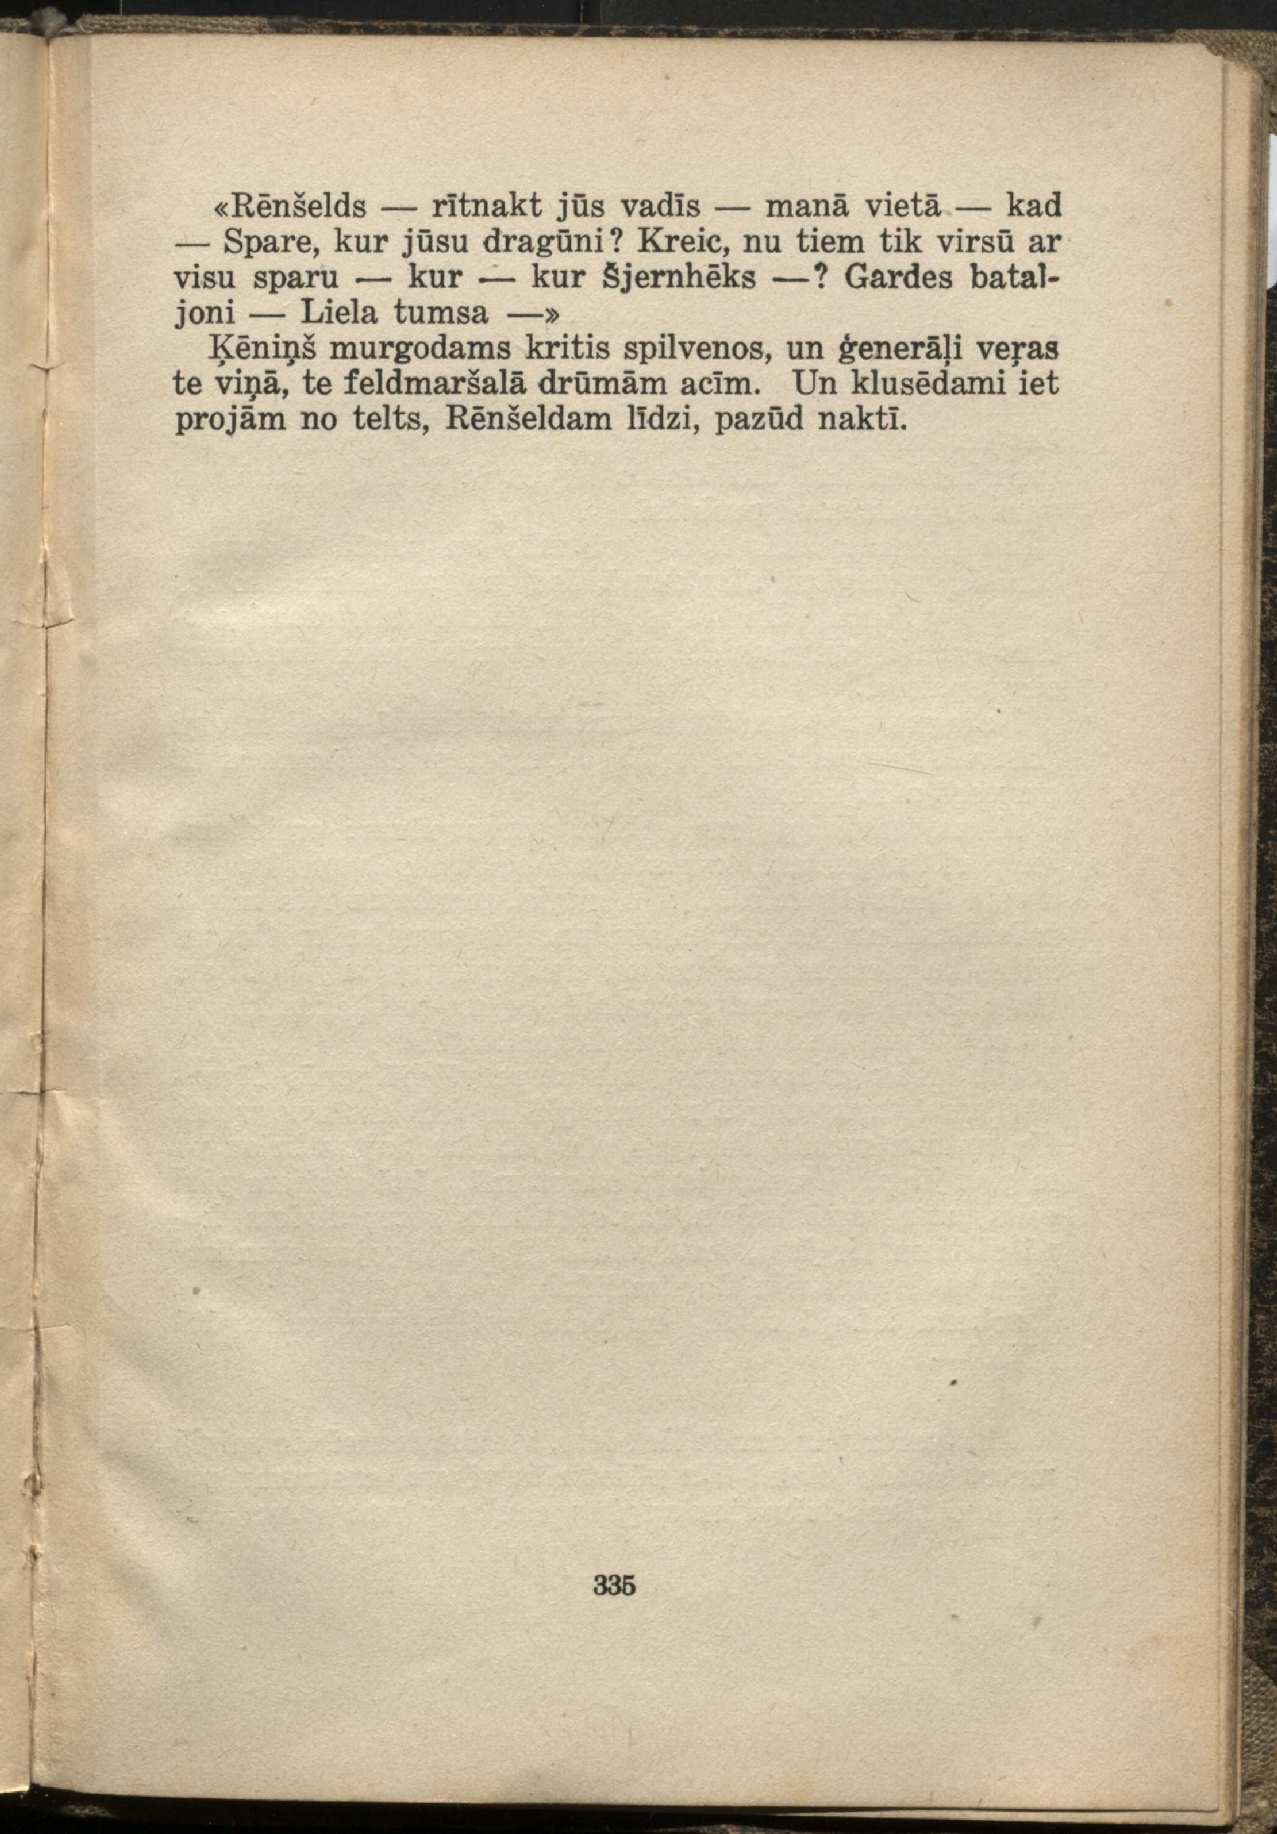 «Rēnšelds — rītnakt jūs vadīs — manā vietā — kad
— Spare, kur jūsu dragūni? Kreic, nu tiem tik virsū ar
visu sparu — kur — kur Šjernhēks —? Gardes batal-
joni — Liela tumsa —»
Ķēniņš murgodams kritis spilvenos, un ģenerāļi veŗas
te viņā, te feldmaršalā drūmām acīm. Un klusēdami iet
projām no telts, Rēnšeldam līdzi, pazūd naktī.
335